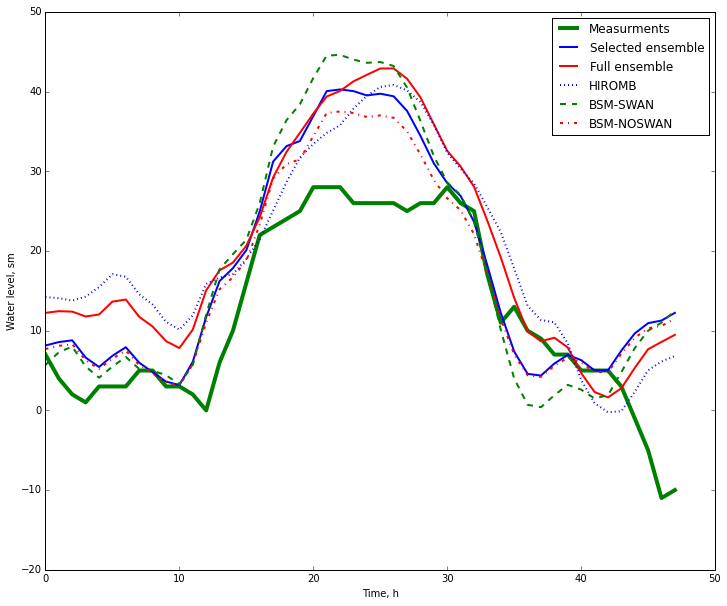 50
40
30
20
10
0
−10
−20
0 10 20 30 40 50
Water level, sm
Time, h
Measurments
Selected ensemble
Full ensemble
HIROMB
BSM-SWAN
BSM-NOSWAN